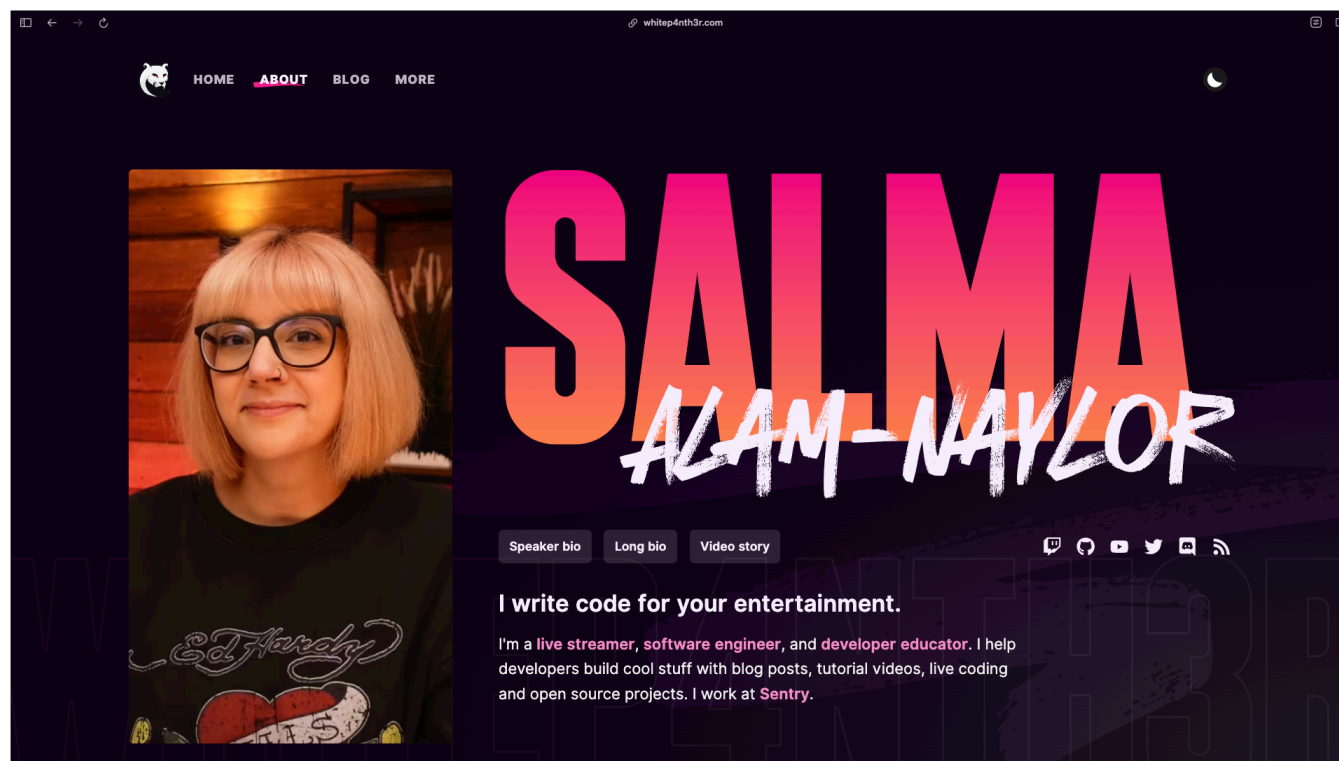 whitep4nth3r.com
HOME ABOUT BLOG MORE
SALMA
ALAM-NAYLOR
Speaker bio Long bio Video story
I write code for your entertainment.
I'm a live streamer, software engineer, and developer educator. I help
developers build cool stuff with blog posts, tutorial videos, live coding
and open source projects. I work at Sentry.
Ed Hardy